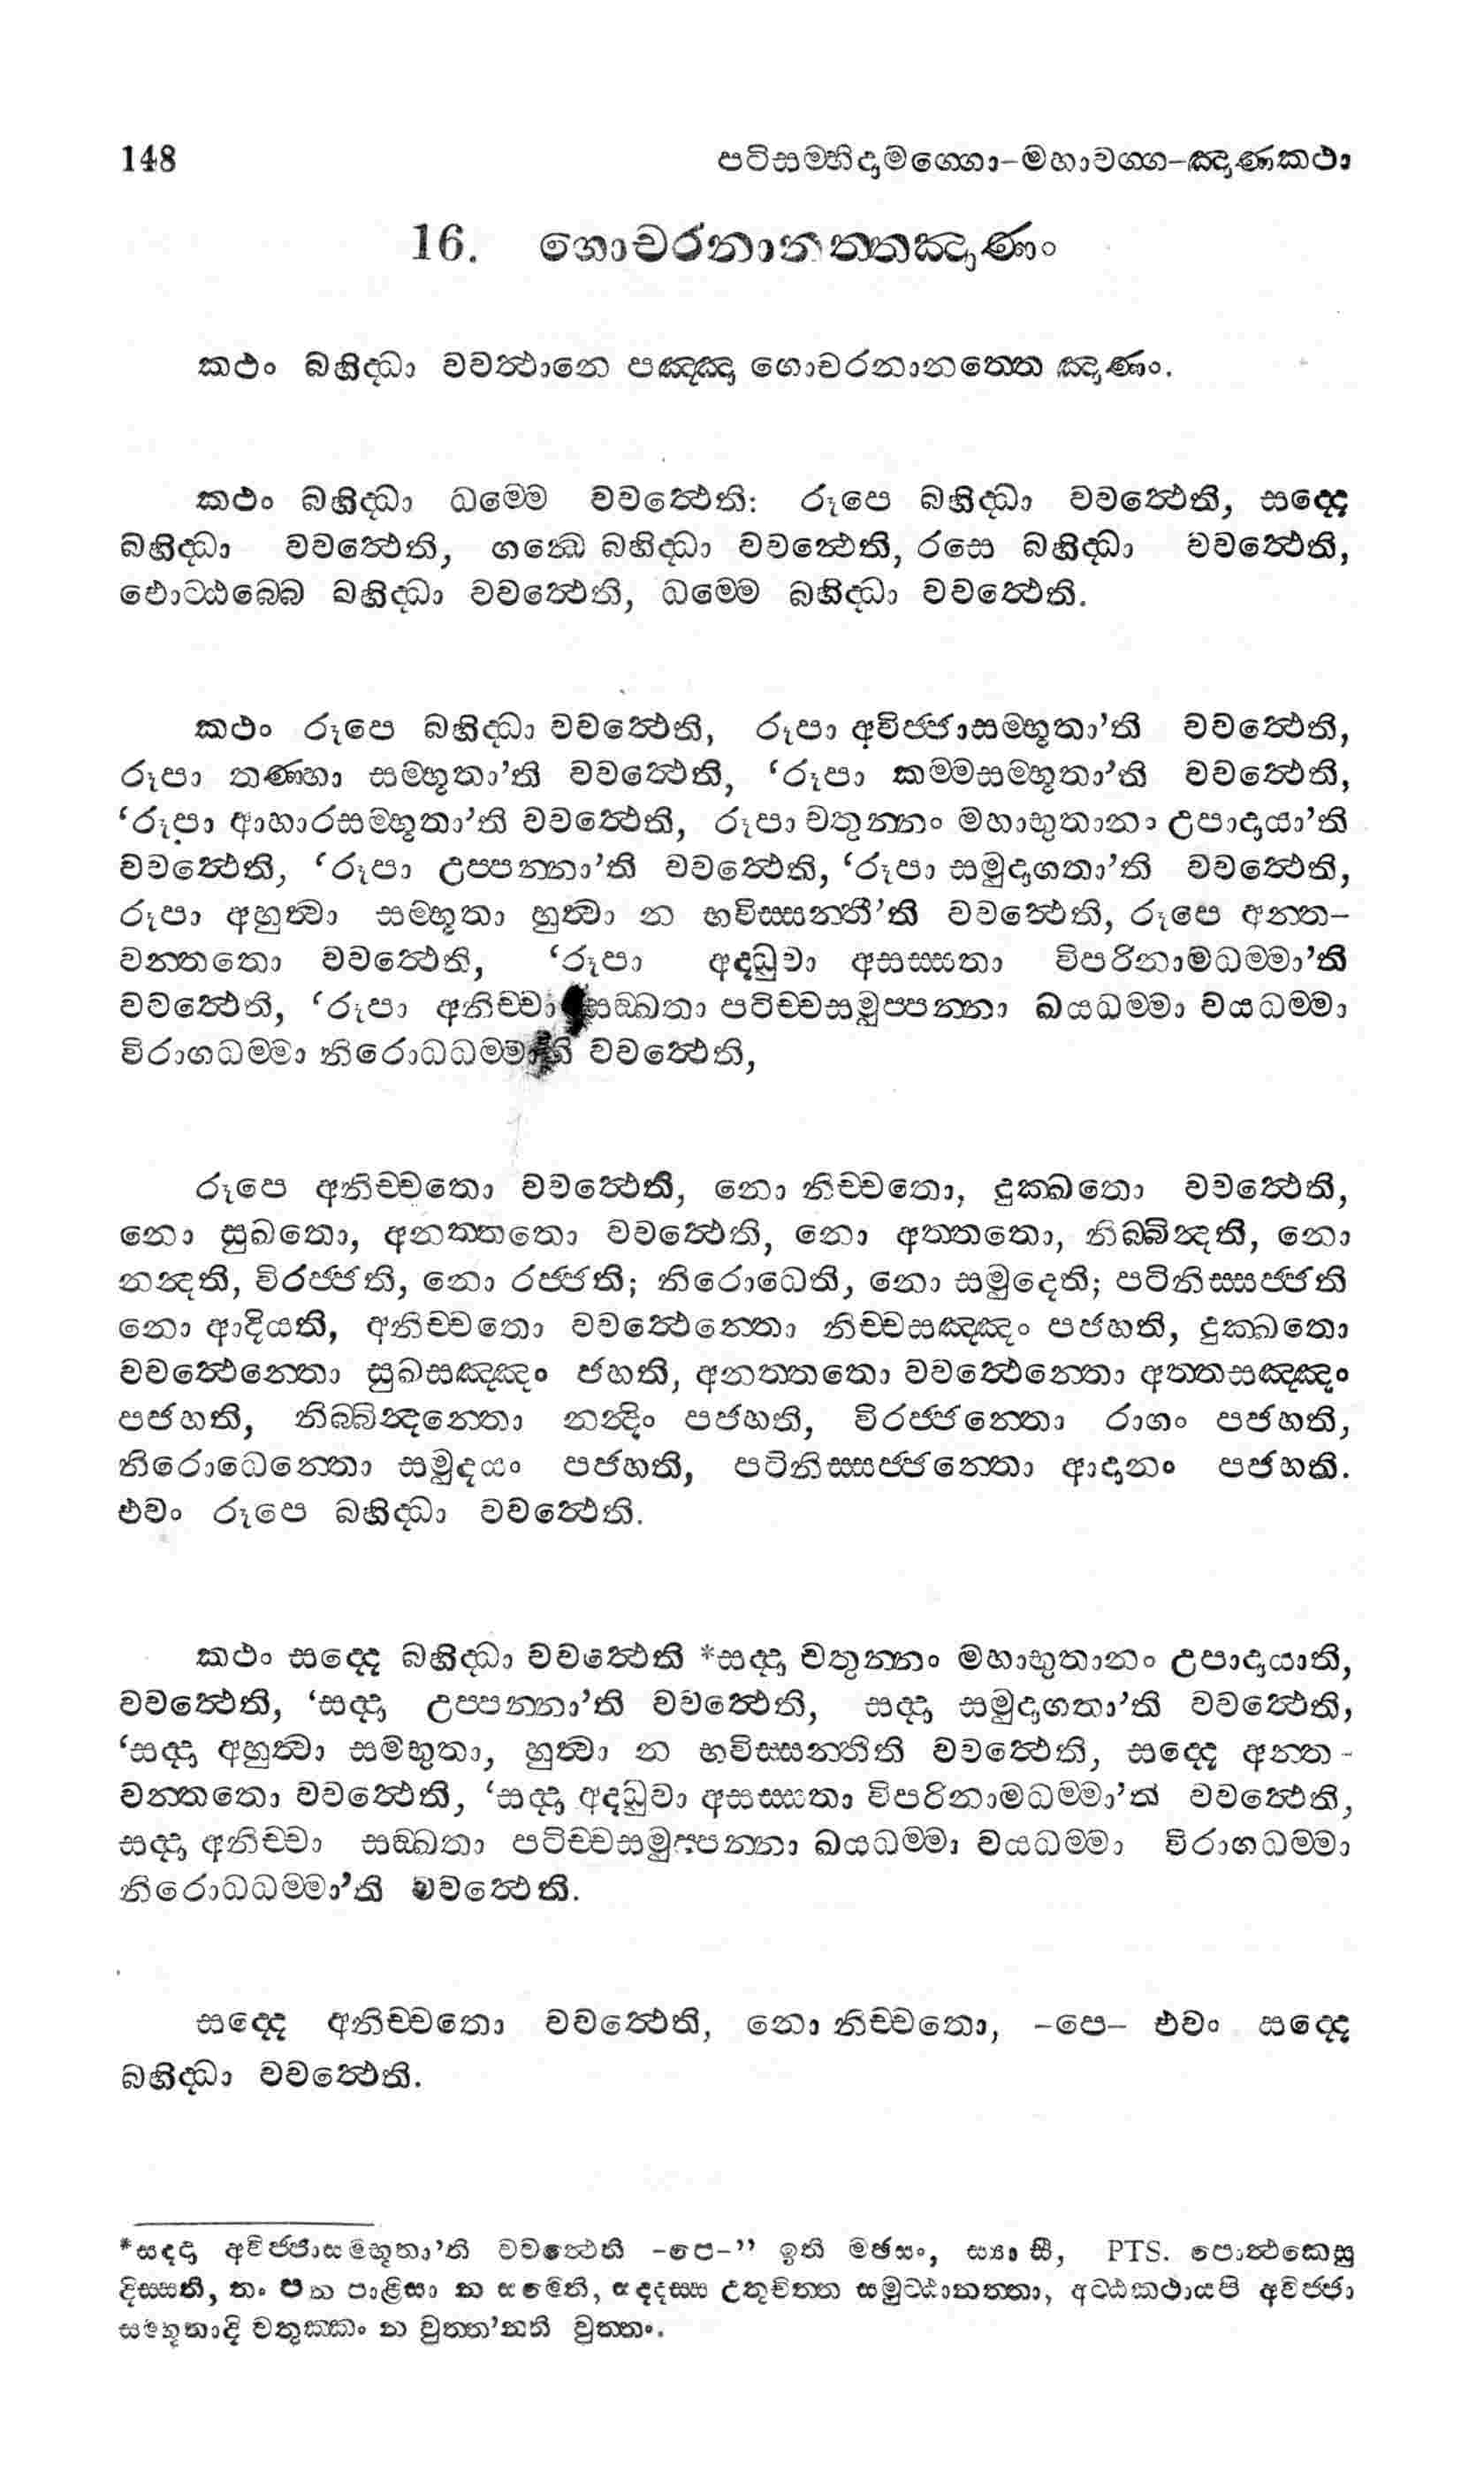 148 පටිසම්භිදාමග්ගො-මහාවග්ග-ඤාණකථා
16. ගොචරනානත්තඤාණං
කථං බහිද්ධා වවත්ථානෙ පඤ්ඤා ගොචරනානත්තෙ ඤාණං.
කථං බහිද්ධා ධම්මෙ වවත්ථෙති: රූපෙ බහිද්ධා වවත්ථෙති, සද්දෙ
බහිද්ධා වවත්ථෙති, ගන්ධෙ බහිද්ධා වවත්ථෙති, රසෙ බහිද්ධා වවත්ථෙති,
ඵොට්ඨබ්බෙ බහිද්ධා වවත්ථෙති, ධම්මෙ බහිද්ධා වවත්ථෙති.
කථං රූපෙ බහිද්ධා වවත්ථෙති, රූපා අවිජ්ජාසම්භූතා’ති වවත්ථෙති,
රූපා තණ්හා සම්භූතා’ති වවත්ථෙති, ‘රූපා කම්මසම්භූතා’ති වවත්ථෙති,
‘රූපා ආහාරසම්භූතා’ති වවත්ථෙති, රූපා චතුන්නං මහාභුතානං උපාදායා’ති
වවත්ථෙති, ‘රූපා උප්පන්නා’ති වවත්ථෙති, ‘රූපා සමුදාගතා’ති වවත්ථෙති,
රූපා අහුත්වා සම්භූතා හුත්වා න භවිස්සන්තී’ති වවත්ථෙති, රූපෙ අන්ත-
වන්තතො වවත්ථෙති, ‘රූපා අද්ධුවා අසස්සතා විපරිනාමධම්මා’ති
වවත්ථෙති, ‘රූපා අනිච්චා සඞ්ඛතා පටිච්චසමුප්පන්නා ඛයධම්මා වයධම්මා
විරාගධම්මා නිරොධධම්මා’ති වවත්ථෙති,
රූපෙ අනිච්චතො වවත්ථෙති, නො නිච්චතො, දුක්ඛතො වවත්ථෙති,
නො සුඛතො, අනත්තතො වවත්ථෙති, නො අත්තතො, නිබ්බින්දති, නො
නන්දති, විරජ්ජති, නො රජ්ජති; නිරොධෙති, නො සමුදෙති; පටිනිස්සජ්ජති
නො ආදියති, අනිච්චතො වවත්ථෙන්තො නිච්චසඤ්ඤං පජහති, දුක්ඛතො
වවත්ථෙන්තො සුඛසඤ්ඤං ජහති, අනත්තතො වවත්ථෙන්තො අත්තසඤ්ඤං
පජහති, නිබ්බින්දන්තො නන්දිං පජහති, විරජ්ජන්තො රාගං පජහති,
නිරොධෙන්තො සමුදයං පජහති, පටිනිස්සජ්ජන්තො ආදානං පජහති.
එවං රූපෙ බහිද්ධා වවත්ථෙති.
කථං සද්දෙ බහිද්ධා වවත්ථෙති *සද්දා චතුන්නං මහාභුතානං උපාදායාති,
වවත්ථෙති, ‘සද්දා උප්පන්නා’ති වවත්ථෙති, සද්දා සමුදාගතා’ති වවත්ථෙති,
‘සද්දා අහුත්වා සම්භුතා, හුත්වා න භවිස්සන්තීති වවත්ථෙති, සද්දෙ අන්ත-
වන්තතො වවත්ථෙති, ‘සද්දා අද්ධුවා අසස්සතා විපරිනාමධම්මා’ති වවත්ථෙති,
සද්දා අනිච්චා සඞ්ඛතා පටිච්චසමුප්පන්නා ඛයධම්මා වයධම්මා විරාගධම්මා
නිරොධධම්මා’ති වවත්ථෙති.
සද්දෙ අනිච්චතො වවත්ථෙති, නො නිච්චතො, -පෙ- එවං සද්දෙ
බහිද්ධා වවත්ථෙති.
*සද්දා අවිජ්ජාසම්භූතා’ති වවත්ථෙති -පෙ-” ඉති මඡසං, ස්‍යා සී, PTS. පොත්ථකෙසු
දිස්සති, තං පන පාළිසා න සමෙති, සද්දස්ස උතුචිත්ත සමුට්ඨානත්තා, අට්ඨකථායපි අවිජ්ජා
සම්භූතාදි චතුක්කං න වුත්ත’න්ති වුත්තං.